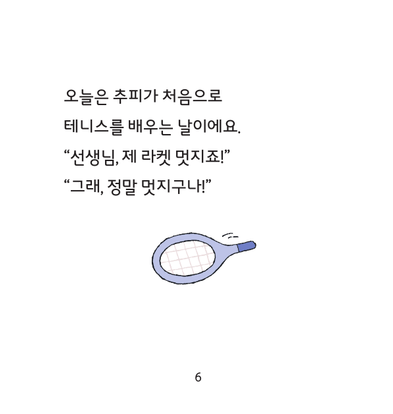 오늘은 추피가 처음으로
테니스를 배우는 날이에요.
“선생님, 제 라켓 멋지죠!”
“그래, 정말 멋지구나!”
6